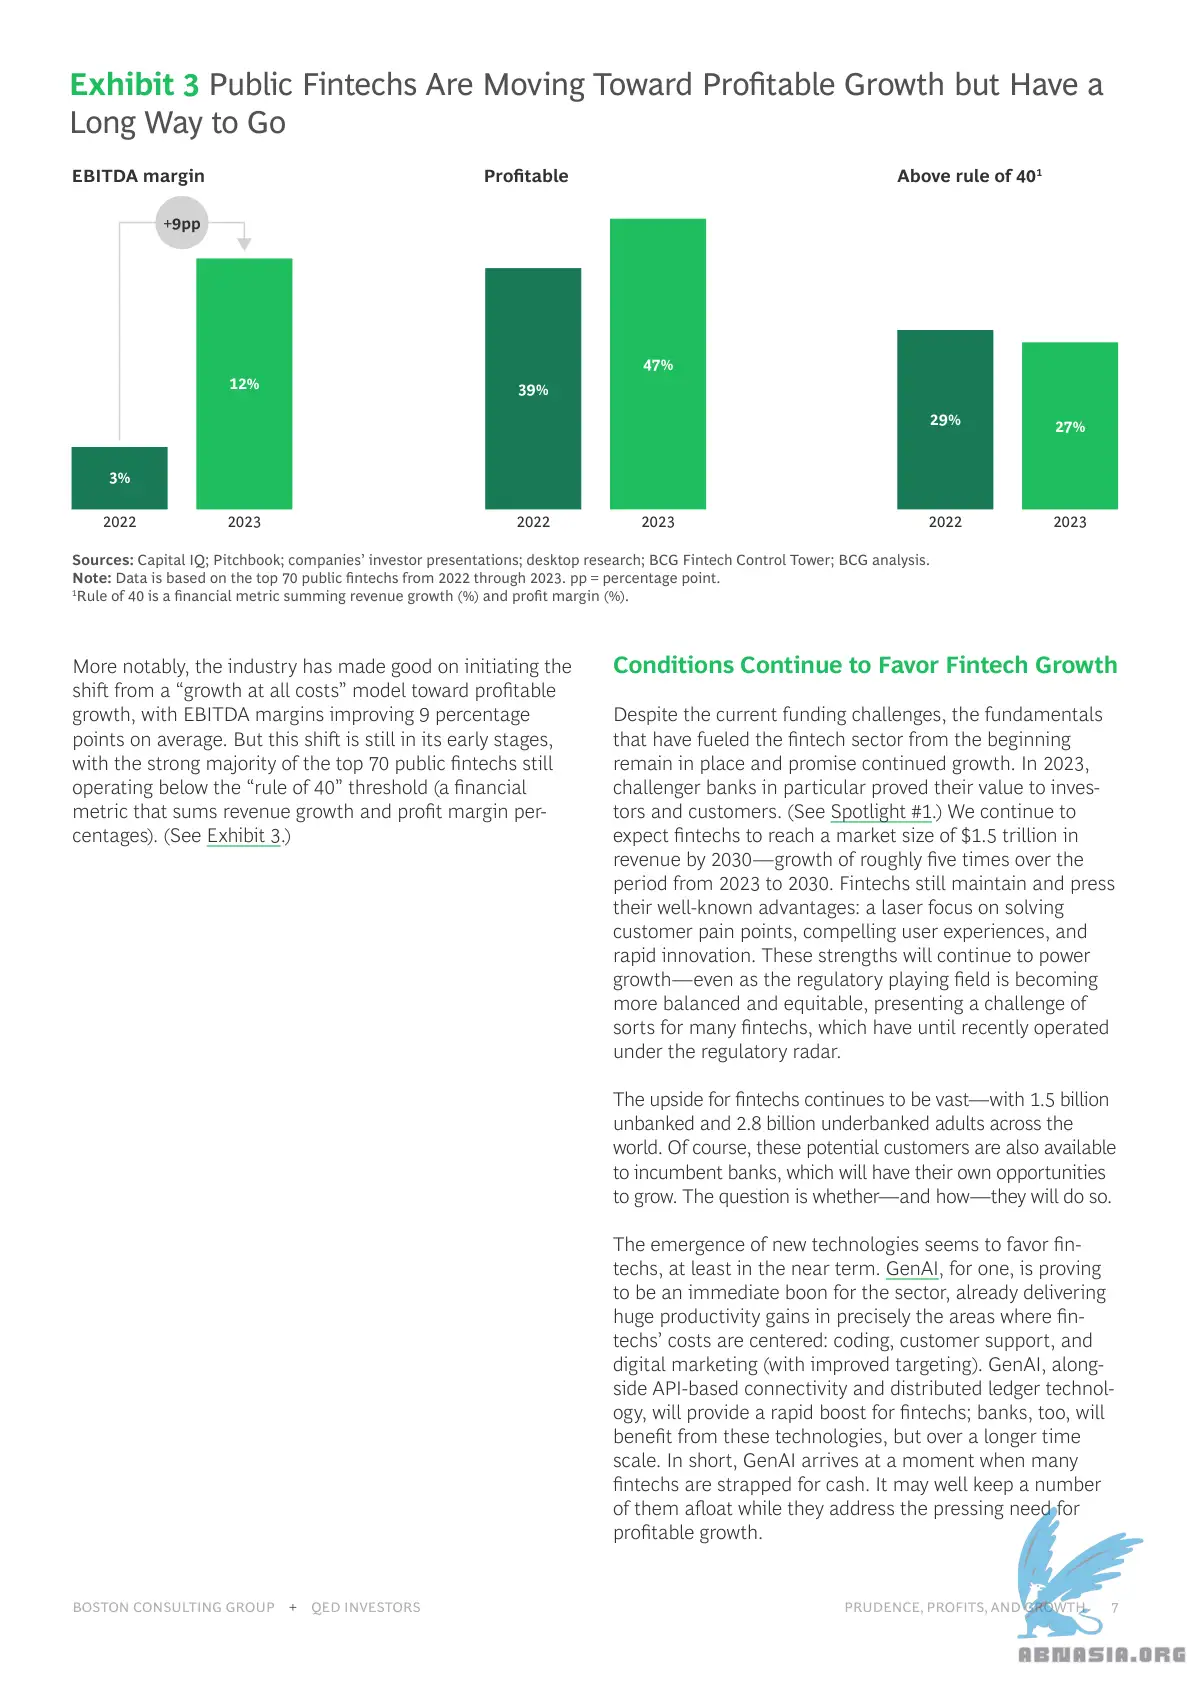 Exhibit 3 Public Fintechs Are Moving Toward Profitable Growth but Have a
Long Way to Go
EBITDA margin
+9pp
3%
12%
2022
2023
Profitable
39%
47%
2022
2023
Above rule of 40¹
29%
27%
2022
2023
Sources: Capital IQ; Pitchbook; companies’ investor presentations; desktop research; BCG Fintech Control Tower; BCG analysis.
Note: Data is based on the top 70 public fintechs from 2022 through 2023. pp = percentage point.
¹Rule of 40 is a financial metric summing revenue growth (%) and profit margin (%).
More notably, the industry has made good on initiating the
shift from a “growth at all costs” model toward profitable
growth, with EBITDA margins improving 9 percentage
points on average. But this shift is still in its early stages,
with the strong majority of the top 70 public fintechs still
operating below the “rule of 40” threshold (a financial
metric that sums revenue growth and profit margin per-
centages). (See Exhibit 3.)
Conditions Continue to Favor Fintech Growth
Despite the current funding challenges, the fundamentals
that have fueled the fintech sector from the beginning
remain in place and promise continued growth. In 2023,
challenger banks in particular proved their value to inves-
tors and customers. (See Spotlight #1.) We continue to
expect fintechs to reach a market size of $1.5 trillion in
revenue by 2030—growth of roughly five times over the
period from 2023 to 2030. Fintechs still maintain and press
their well-known advantages: a laser focus on solving
customer pain points, compelling user experiences, and
rapid innovation. These strengths will continue to power
growth—even as the regulatory playing field is becoming
more balanced and equitable, presenting a challenge of
sorts for many fintechs, which have until recently operated
under the regulatory radar.
The upside for fintechs continues to be vast—with 1.5 billion
unbanked and 2.8 billion underbanked adults across the
world. Of course, these potential customers are also available
to incumbent banks, which will have their own opportunities
to grow. The question is whether—and how—they will do so.
The emergence of new technologies seems to favor fin-
techs, at least in the near term. GenAI, for one, is proving
to be an immediate boon for the sector, already delivering
huge productivity gains in precisely the areas where fin-
techs’ costs are centered: coding, customer support, and
digital marketing (with improved targeting). GenAI, along-
side API-based connectivity and distributed ledger technol-
ogy, will provide a rapid boost for fintechs; banks, too, will
benefit from these technologies, but over a longer time
scale. In short, GenAI arrives at a moment when many
fintechs are strapped for cash. It may well keep a number
of them afloat while they address the pressing need for
profitable growth.
BOSTON CONSULTING GROUP + QED INVESTORS
PRUDENCE, PROFITS, AND GROWTH 7
ABNASIA.ORG